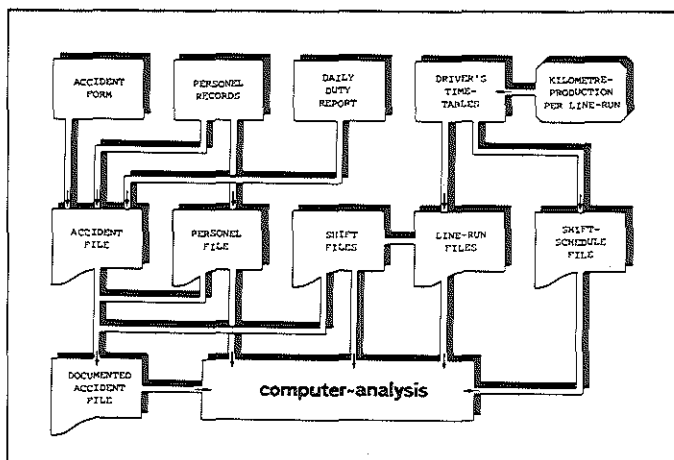 ACCIDENT
FORM
PERSONEL
RECORDS
DAILY
DUTY
REPORT
DRIVER'S
TIME-
TABLES
KILOMETRE-
PRODUCTION
PER LINE-RUN
ACCIDENT
FILE
PERSONEL
FILE
SHIFT
FILES
LINE-RUN
FILES
SHIFT-
SCHEDULE
FILE
DOCUMENTED
ACCIDENT
FILE
computer-analysis